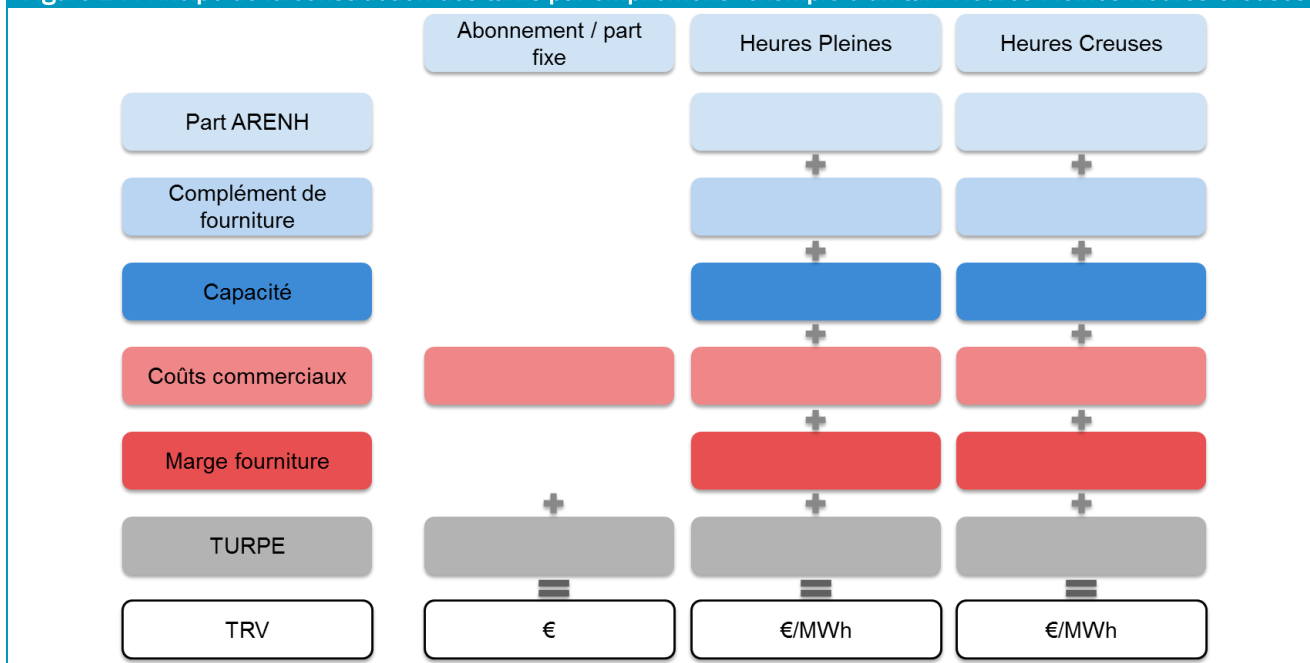 Abonnement / part
fixe
Heures Pleines
Heures Creuses
Part ARENH
Complément de
fourniture
Capacité
Coûts commerciaux
Marge fourniture
TURPE
TRV
€
€/MWh
€/MWh